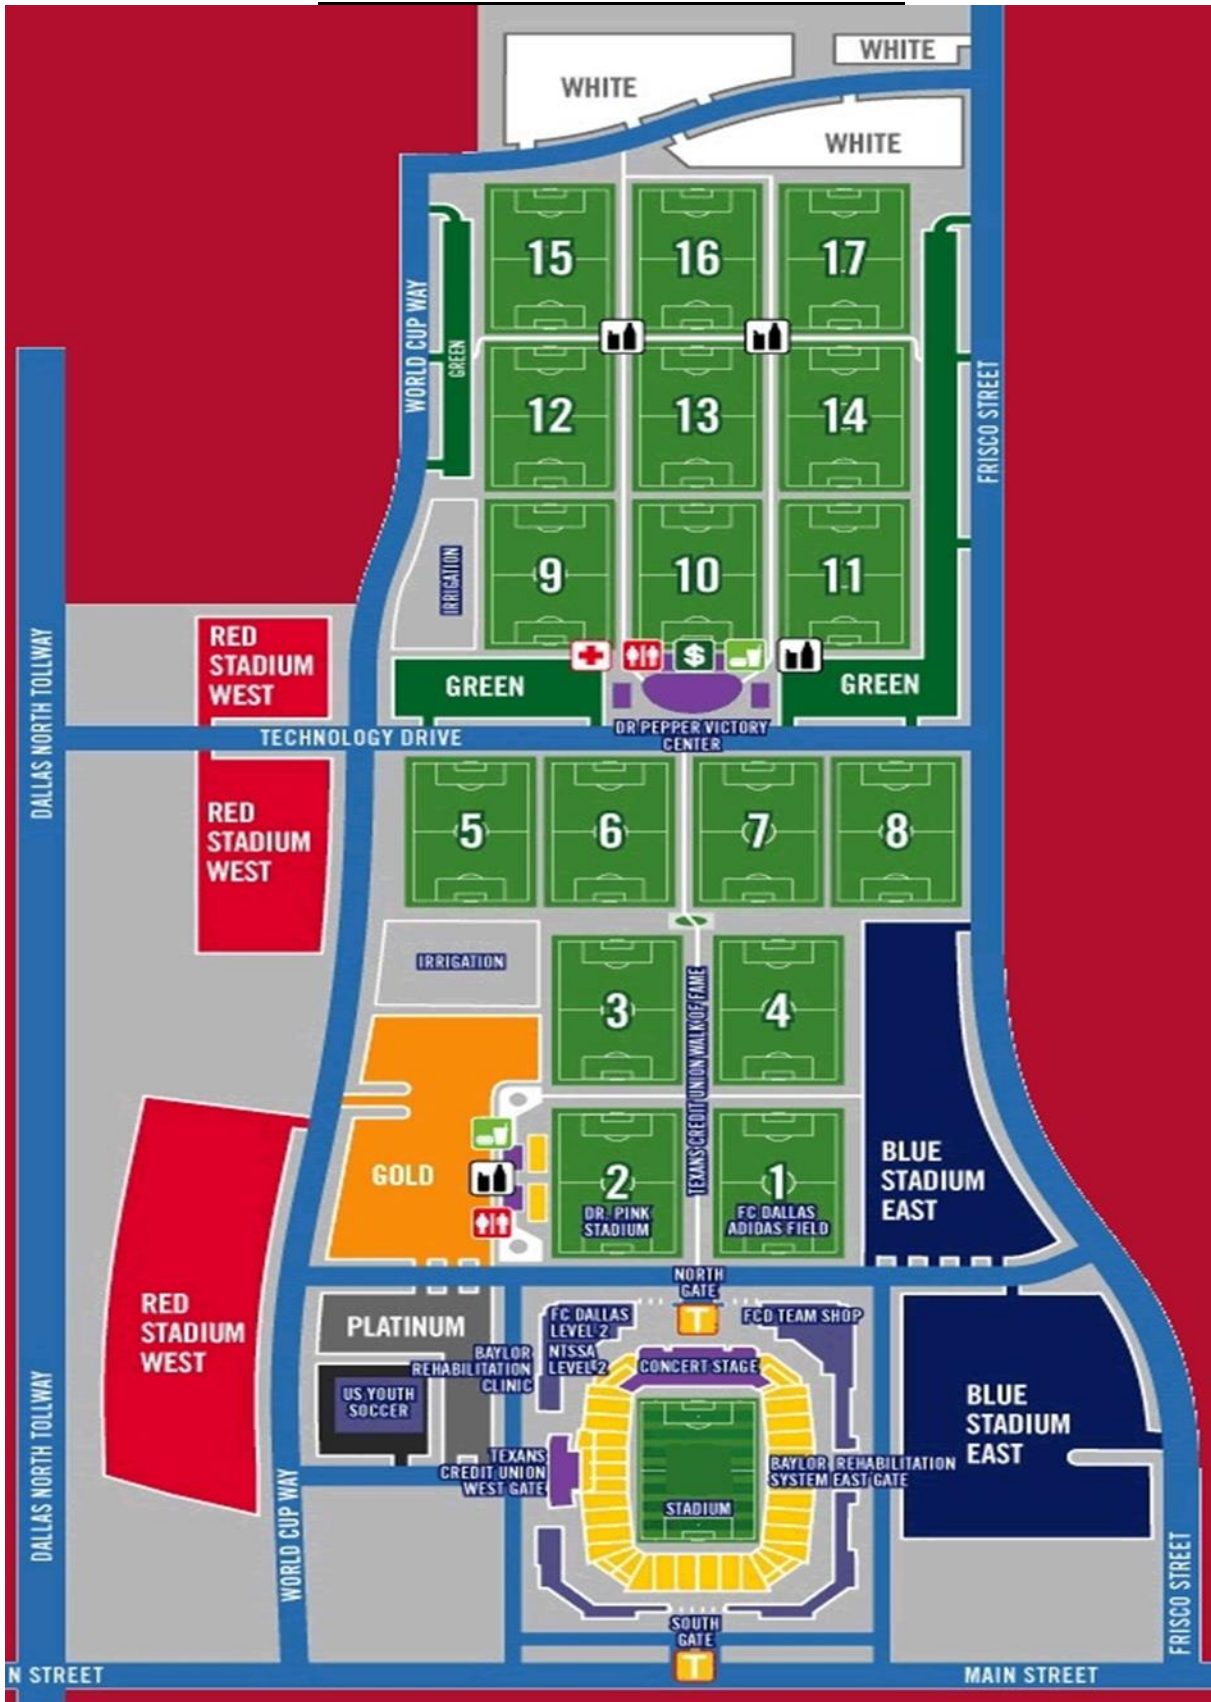 WHITE
WHITE
WHITE
15
16
17
WORLD CUP WAY
GREEN
12
13
14
FRISCO STREET
9
10
11
IRRIGATION
RED
STADIUM
WEST
GREEN
$
GREEN
DALLAS NORTH TOLLWAY
TECHNOLOGY DRIVE
DR PEPPER VICTORY
CENTER
5
6
7
8
RED
STADIUM
WEST
IRRIGATION
3
4
TEXANS CREDIT UNION WALK OF FAME
GOLD
2
DR. PINK
STADIUM
1
FC DALLAS
ADIDAS FIELD
BLUE
STADIUM
EAST
NORTH
GATE
T
RED
STADIUM
WEST
PLATINUM
FC DALLAS
LEVEL 2
FCD TEAM SHOP
BAYLOR
REHABILITATION
CLINIC
NTSSA
LEVEL 2
CONCERT STAGE
US YOUTH
SOCCER
BLUE
STADIUM
EAST
TEXANS
CREDIT UNION
WEST GATE
BAYLOR REHABILITATION
SYSTEM EAST GATE
STADIUM
DALLAS NORTH TOLLWAY
WORLD CUP WAY
FRISCO STREET
SOUTH
GATE
T
N STREET
MAIN STREET